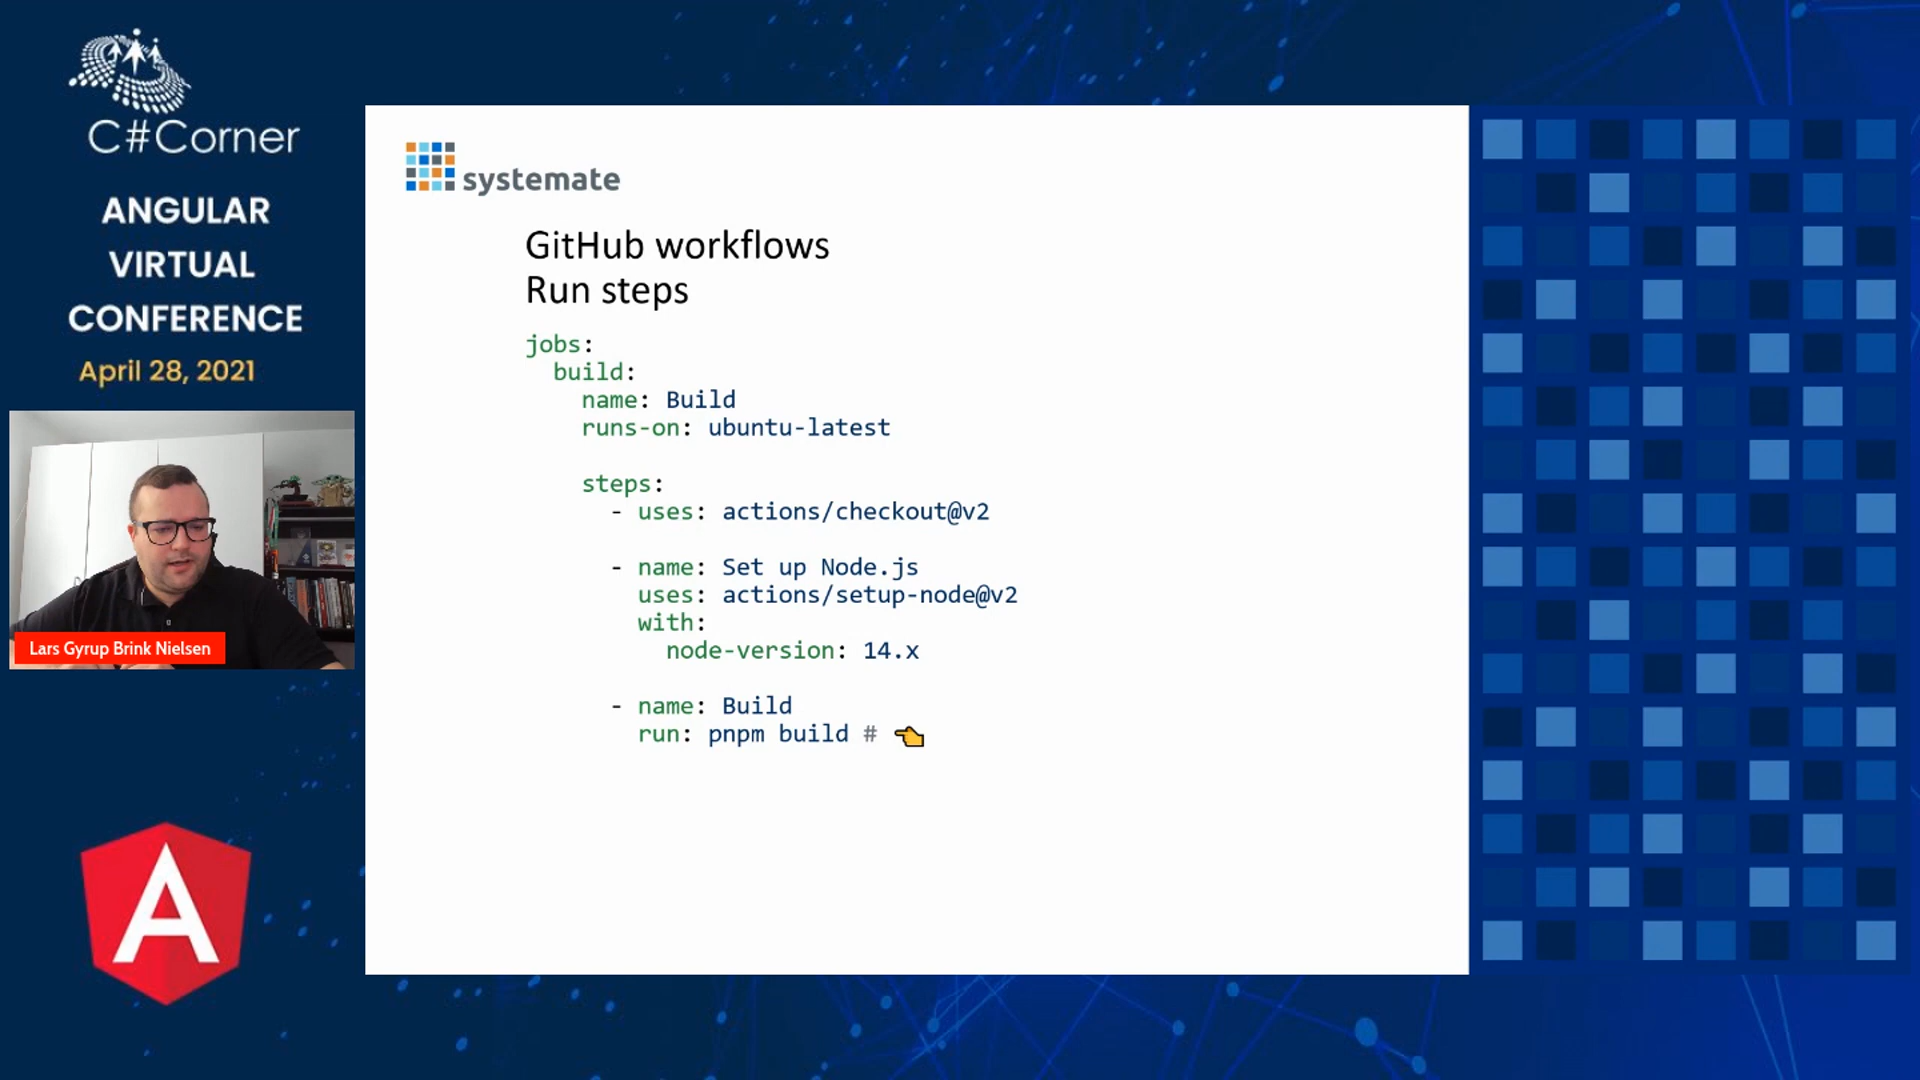 C#Corner
ANGULAR
VIRTUAL
CONFERENCE
April 28, 2021
Lars Gyrup Brink Nielsen
A
systemate
GitHub workflows
Run steps
jobs:
build:
name: Build
runs-on: ubuntu-latest
steps:
- uses: actions/checkout@v2
- name: Set up Node.js
uses: actions/setup-node@v2
with:
node-version: 14.x
- name: Build
run: pnpm build # 👈